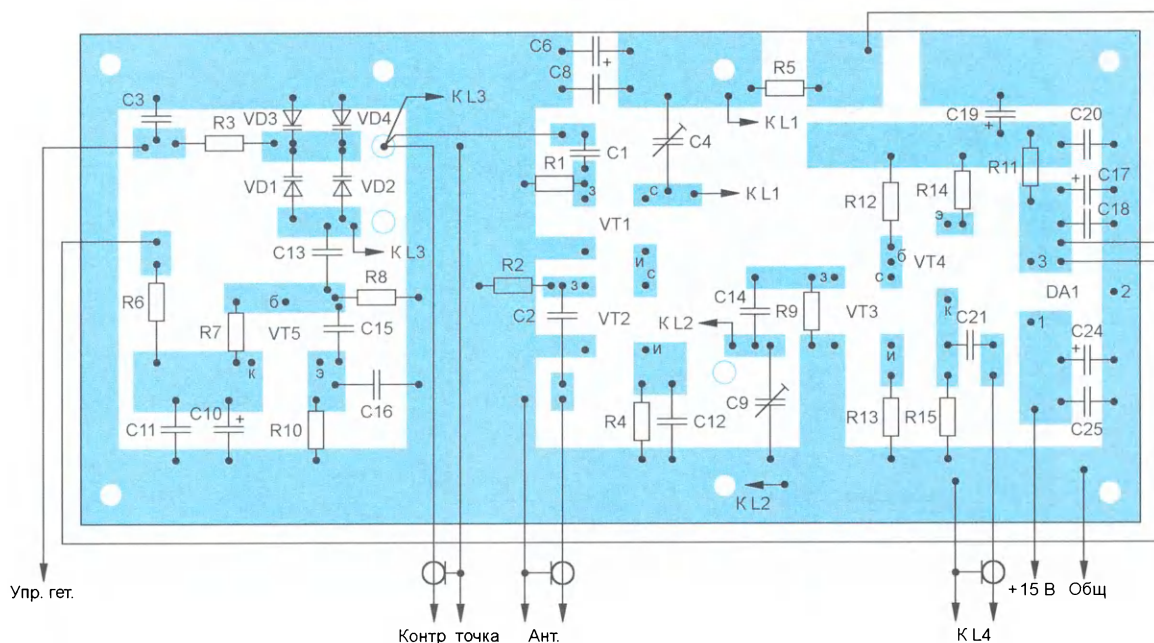 C6
+
C8
R5
C3
VD3
VD4
К L3
К L1
C19
+
C20
R3
C4
R1
C1
R11
C17
+
VD1
VD2
з
с
К L1
R12
R14
C18
VT1
э
C13
К L3
б
VT4
и
3
R6
R8
R2
з
с
C14
з
с
DA1
2
R7
б
VT5
C15
C2
VT2
К L2
R9
VT3
к
C21
1
к
э
и
и
C24
+
C16
C9
C11
C10
+
R10
R4
C12
R13
R15
C25
К L2
Упр. гет.
Контр точка
Ант.
К L4
+15 В
Общ